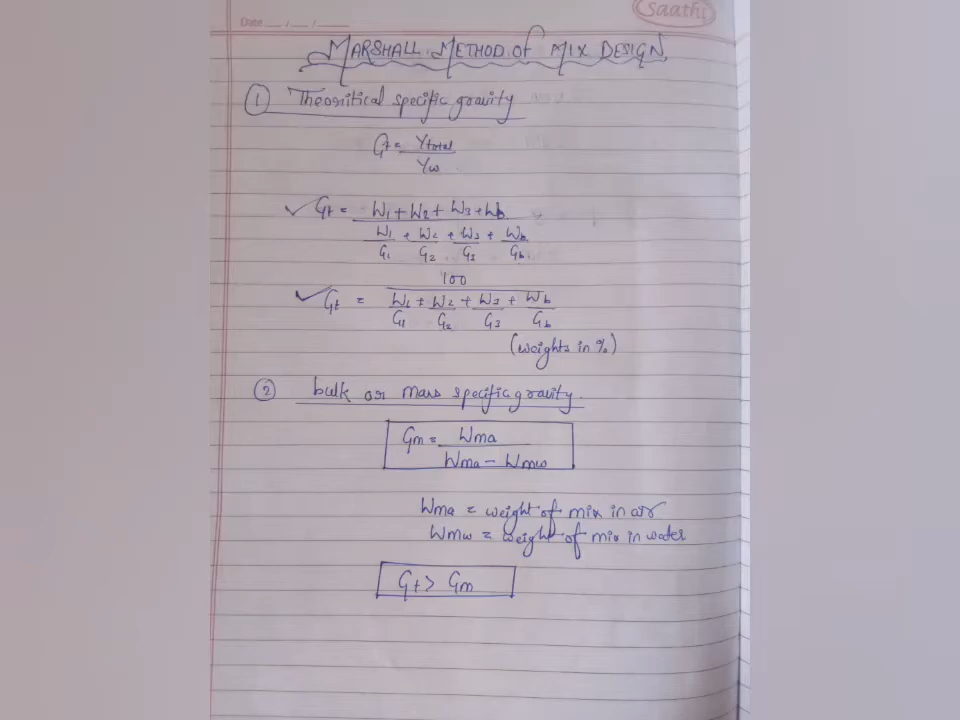 Saathi
Date __/__/__
MARSHALL METHOD OF MIX DESIGN
① Theoritical specific gravity
Gt = γtotal / γw
✓ Gt = W1 + W2 + W3 + Wb / (W1/G1 + W2/G2 + W3/G3 + Wb/Gb)
✓ Gt = 100 / (W1/G1 + W2/G2 + W3/G3 + Wb/Gb)
(weights in %)
② bulk or mass specific gravity.
Gm = Wma / (Wma - Wmw)
Wma = weight of mix in air
Wmw = weight of mix in water
Gt > Gm